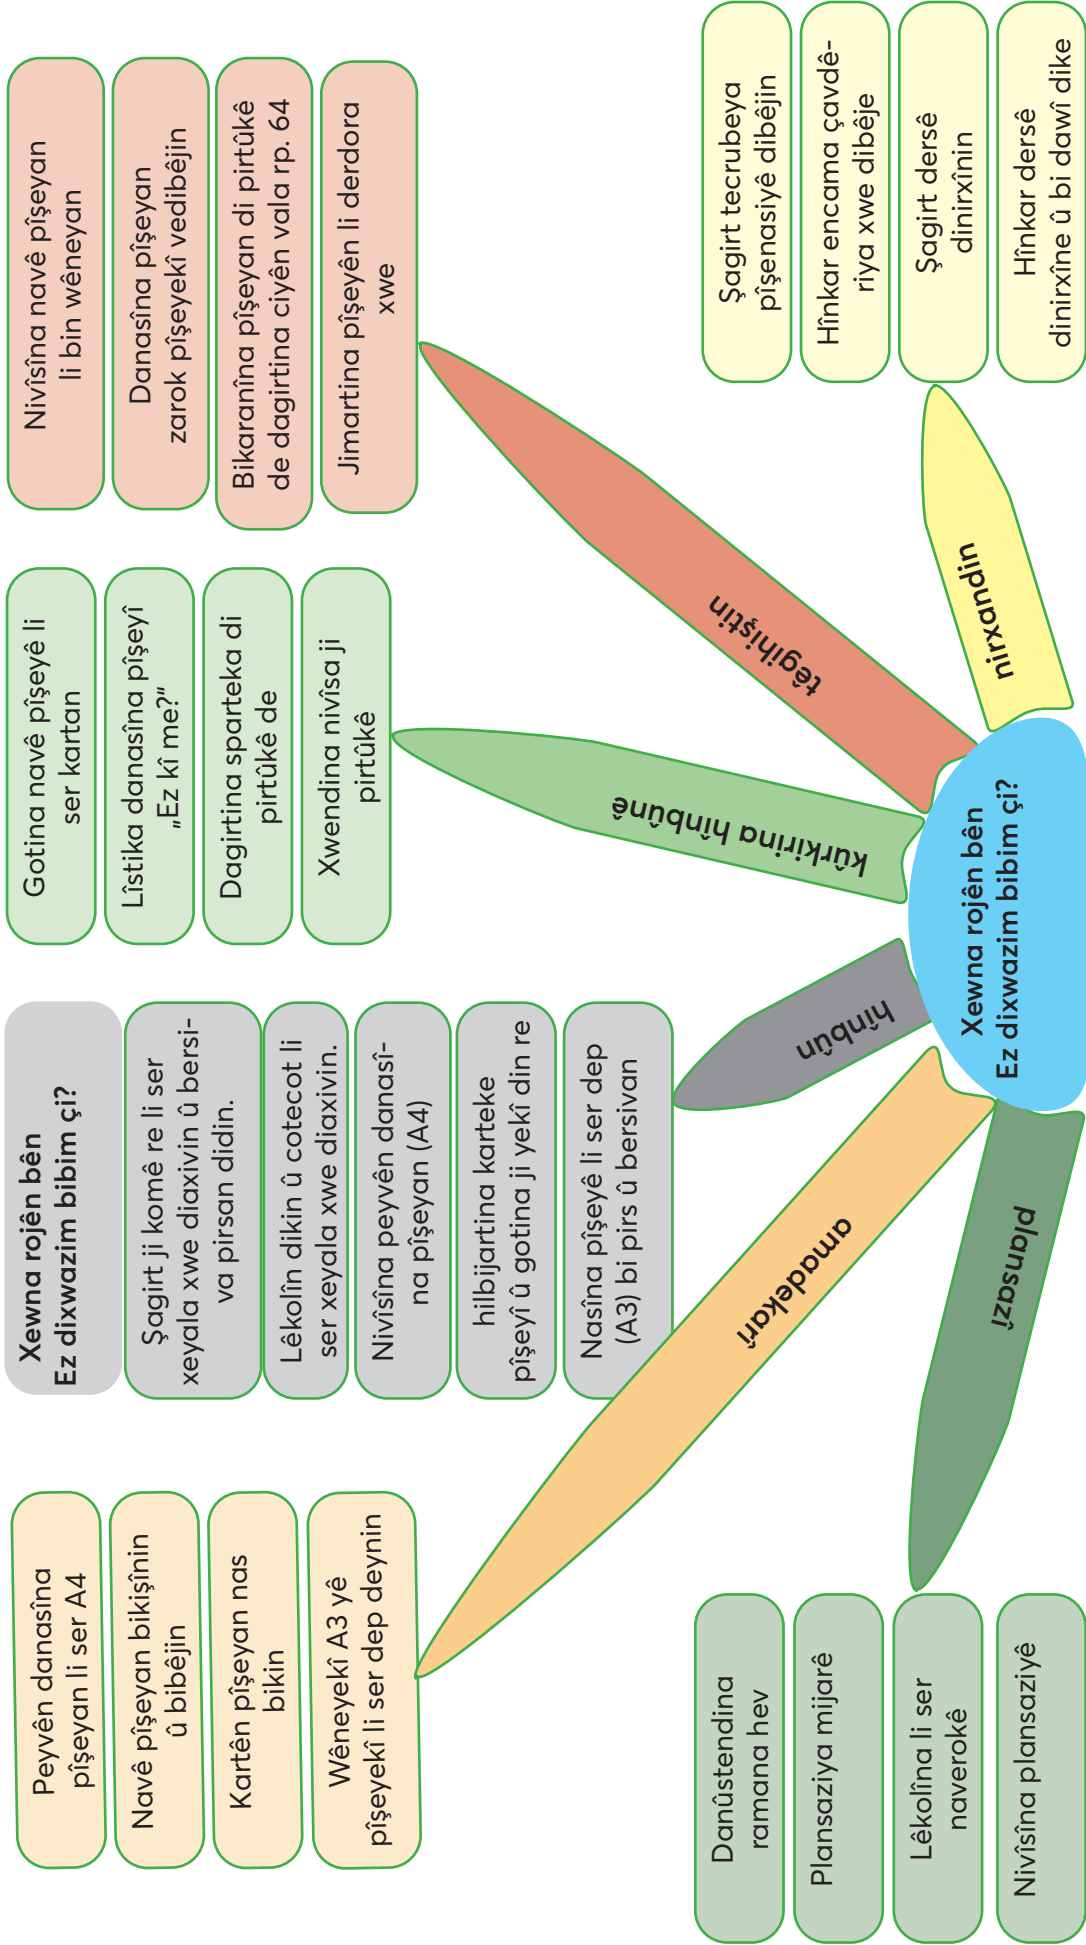 Danûstendina
ramana hev
Plansaziya mijarê
Lêkolîna li ser
naverokê
Nivîsîna plansaziyê
plansazî
Peyvên danasîna
pîşeyan li ser A4
Navê pîşeyan bikişînin
û bibêjin
Kartên pîşeyan nas
bikin
Wêneyekî A3 yê
pîşeyekî li ser dep deynin
amadekarî
Xewna rojên bên
Ez dixwazim bibim çi?
Şagirt ji komê re li ser
xeyala xwe diaxivin û bersi-
va pirsan didin.
Lêkolîn dikin û cotecot li
ser xeyala xwe diaxivin.
Nivîsîna peyvên danasî-
na pîşeyan (A4)
hilbijartina karteke
pîşeyî û gotina ji yekî din re
Nasîna pîşeyê li ser dep
(A3) bi pirs û bersivan
hînbûn
Gotina navê pîşeyê li
ser kartan
Lîstika danasîna pîşeyî
„Ez kî me?“
Dagirtina sparteka di
pirtûkê de
Xwendina nivîsa ji
pirtûkê
kûrkirina hînbûnê
Nivîsîna navê pîşeyan
li bin wêneyan
Danasîna pîşeyan
zarok pîşeyekî vedibêjin
Bikaranîna pîşeyan di pirtûkê
de dagirtina ciyên vala rp. 64
Jimartina pîşeyên li derdora
xwe
têgihiştin
Şagirt tecrubeya
pîşenasiyê dibêjin
Hînkar encama çavdê-
riya xwe dibêje
Şagirt dersê
dinirxînin
Hînkar dersê
dinirxîne û bi dawî dike
nirxandin
Xewna rojên bên
Ez dixwazim bibim çi?